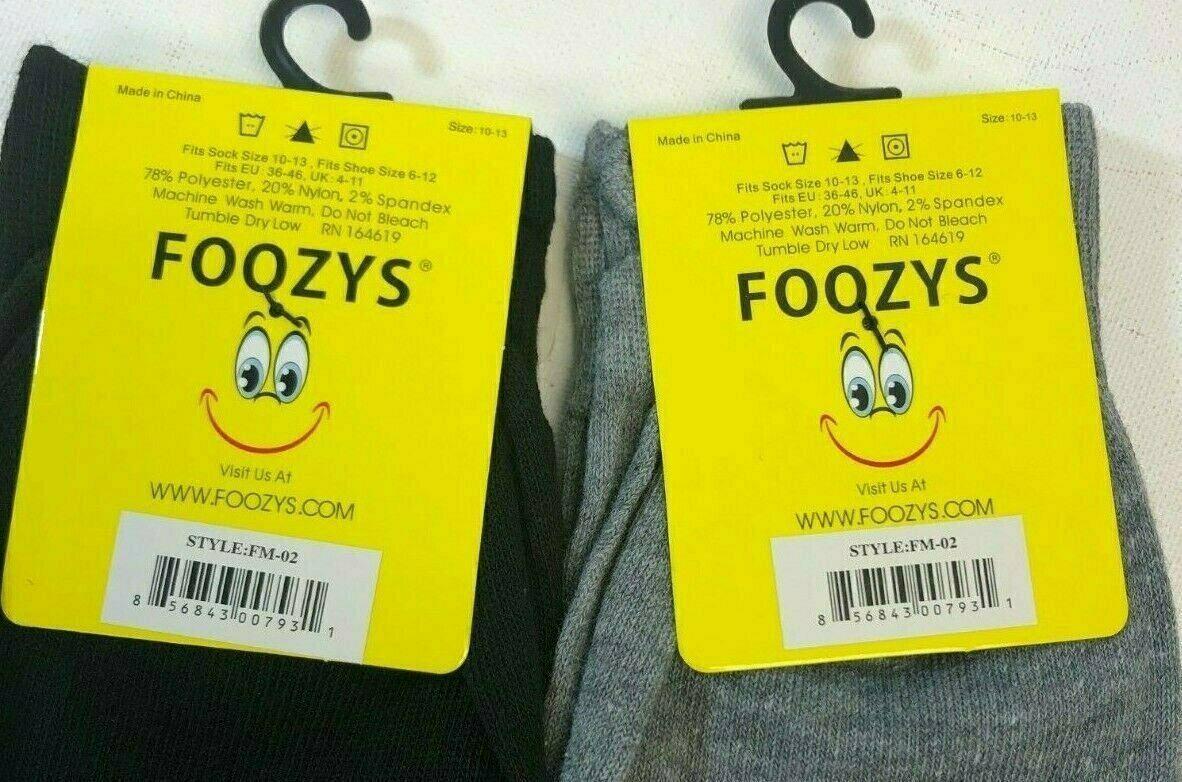 Made in China
Size: 10-13
Fits Sock Size 10-13 , Fits Shoe Size 6-12
Fits EU : 36-46, UK : 4-11
78% Polyester, 20% Nylon, 2% Spandex
Machine Wash Warm, Do Not Bleach
Tumble Dry Low RN 164619
FOOZYS®
Visit Us At
WWW.FOOZYS.COM
STYLE:FM-02
8 56843 00793 1
Made in China
Size: 10-13
Fits Sock Size 10-13 , Fits Shoe Size 6-12
Fits EU : 36-46, UK : 4-11
78% Polyester, 20% Nylon, 2% Spandex
Machine Wash Warm, Do Not Bleach
Tumble Dry Low RN 164619
FOOZYS®
Visit Us At
WWW.FOOZYS.COM
STYLE:FM-02
8 56843 00793 1